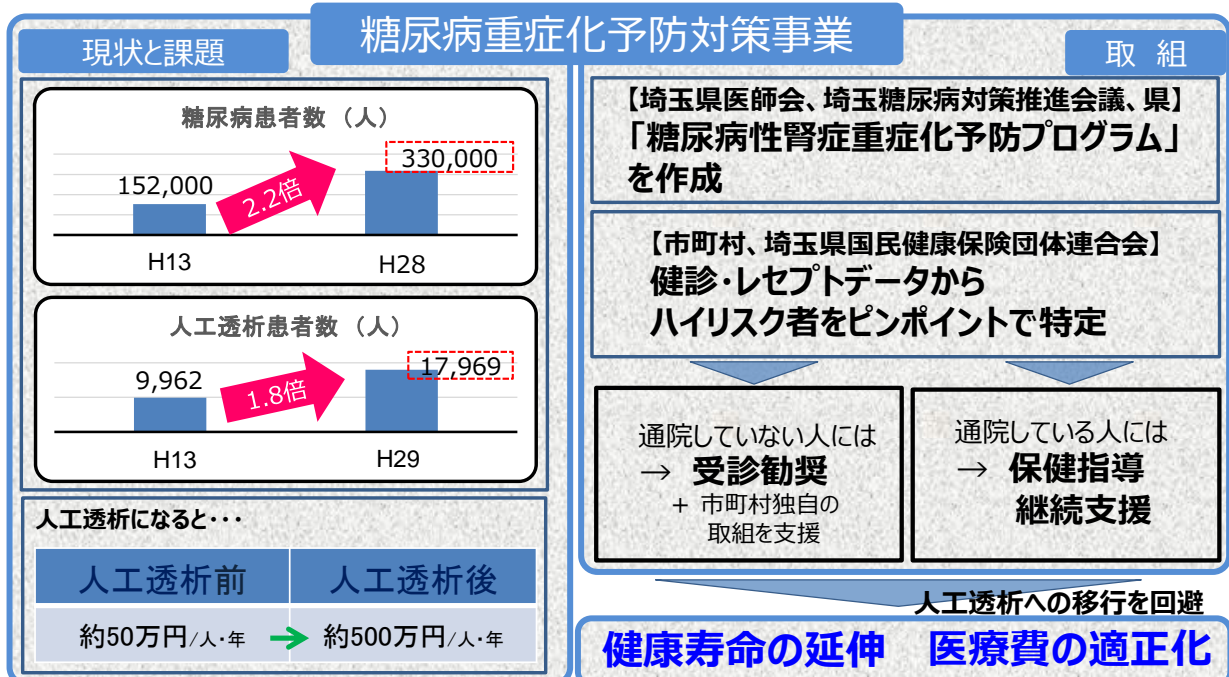 糖尿病重症化予防対策事業
現状と課題
糖尿病患者数（人）
152,000
2.2倍
330,000
H13
H28
人工透析患者数（人）
9,962
1.8倍
17,969
H13
H29
人工透析になると・・・
人工透析前
人工透析後
約50万円/人・年
約500万円/人・年
取 組
【埼玉県医師会、埼玉糖尿病対策推進会議、県】
「糖尿病性腎症重症化予防プログラム」
を作成
【市町村、埼玉県国民健康保険団体連合会】
健診・レセプトデータから
ハイリスク者をピンポイントで特定
通院していない人には
→ 受診勧奨
+ 市町村独自の
取組を支援
通院している人には
→ 保健指導
継続支援
人工透析への移行を回避
健康寿命の延伸 医療費の適正化